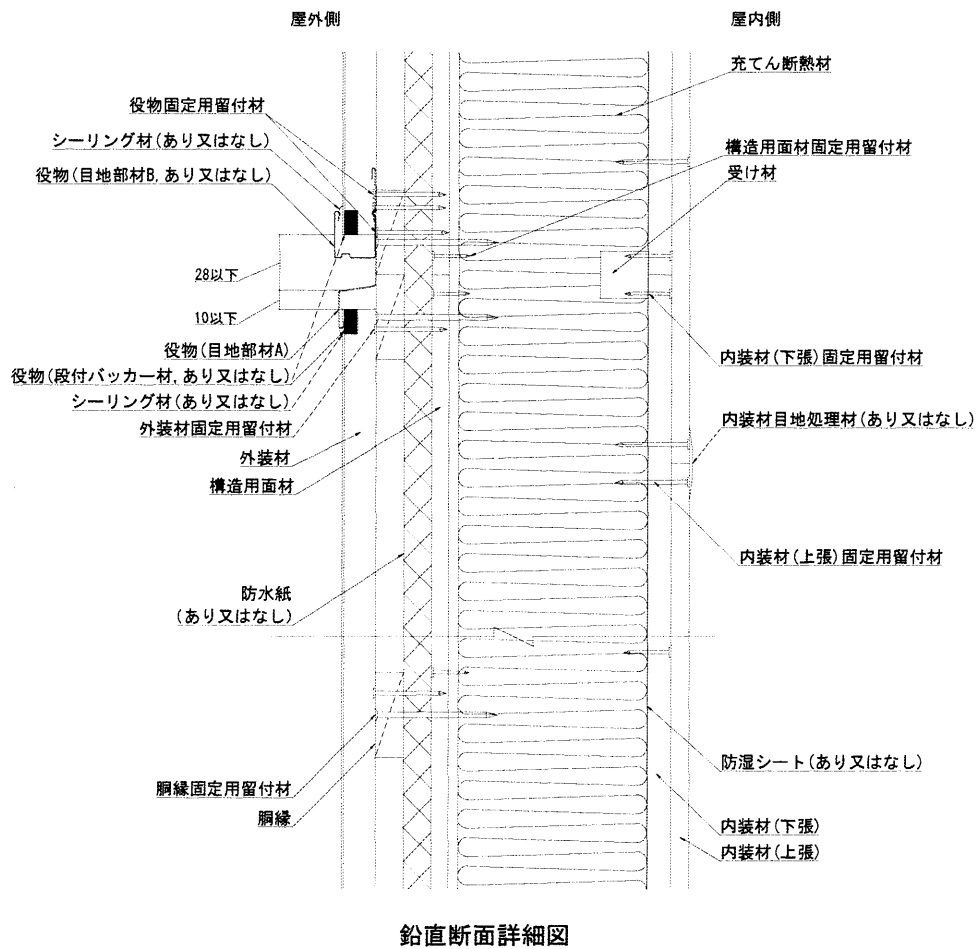 屋外側
屋内側
充てん断熱材
役物固定用留付材
シーリング材(あり又はなし)
構造用面材固定用留付材
役物(目地部材B, あり又はなし)
受け材
28以下
10以下
役物(目地部材A)
内装材(下張)固定用留付材
役物(段付バッカー材, あり又はなし)
シーリング材(あり又はなし)
内装材目地処理材(あり又はなし)
外装材固定用留付材
外装材
構造用面材
内装材(上張)固定用留付材
防水紙
(あり又はなし)
防湿シート(あり又はなし)
胴縁固定用留付材
胴縁
内装材(下張)
内装材(上張)
鉛直断面詳細図